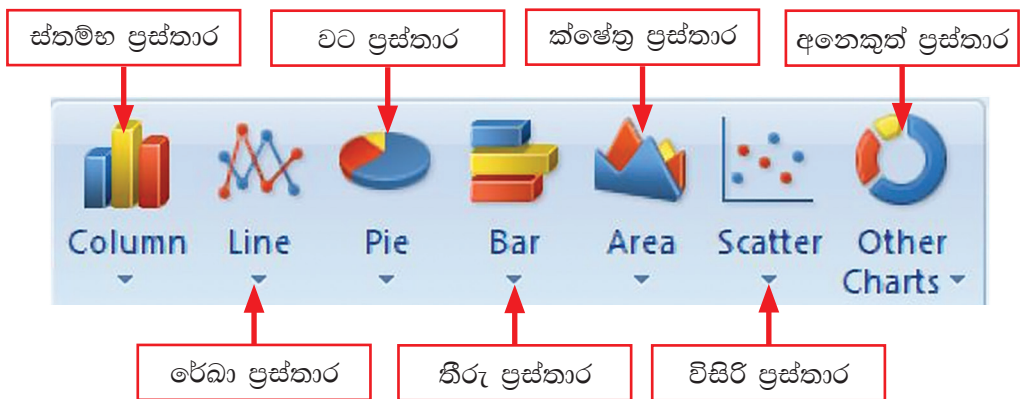 ස්තම්භ ප්‍රස්තාර
වට ප්‍රස්තාර
ක්ෂේත්‍ර ප්‍රස්තාර
අනෙකුත් ප්‍රස්තාර
Column
Line
Pie
Bar
Area
Scatter
Other
Charts
රේඛා ප්‍රස්තාර
තීරු ප්‍රස්තාර
විසිරි ප්‍රස්තාර